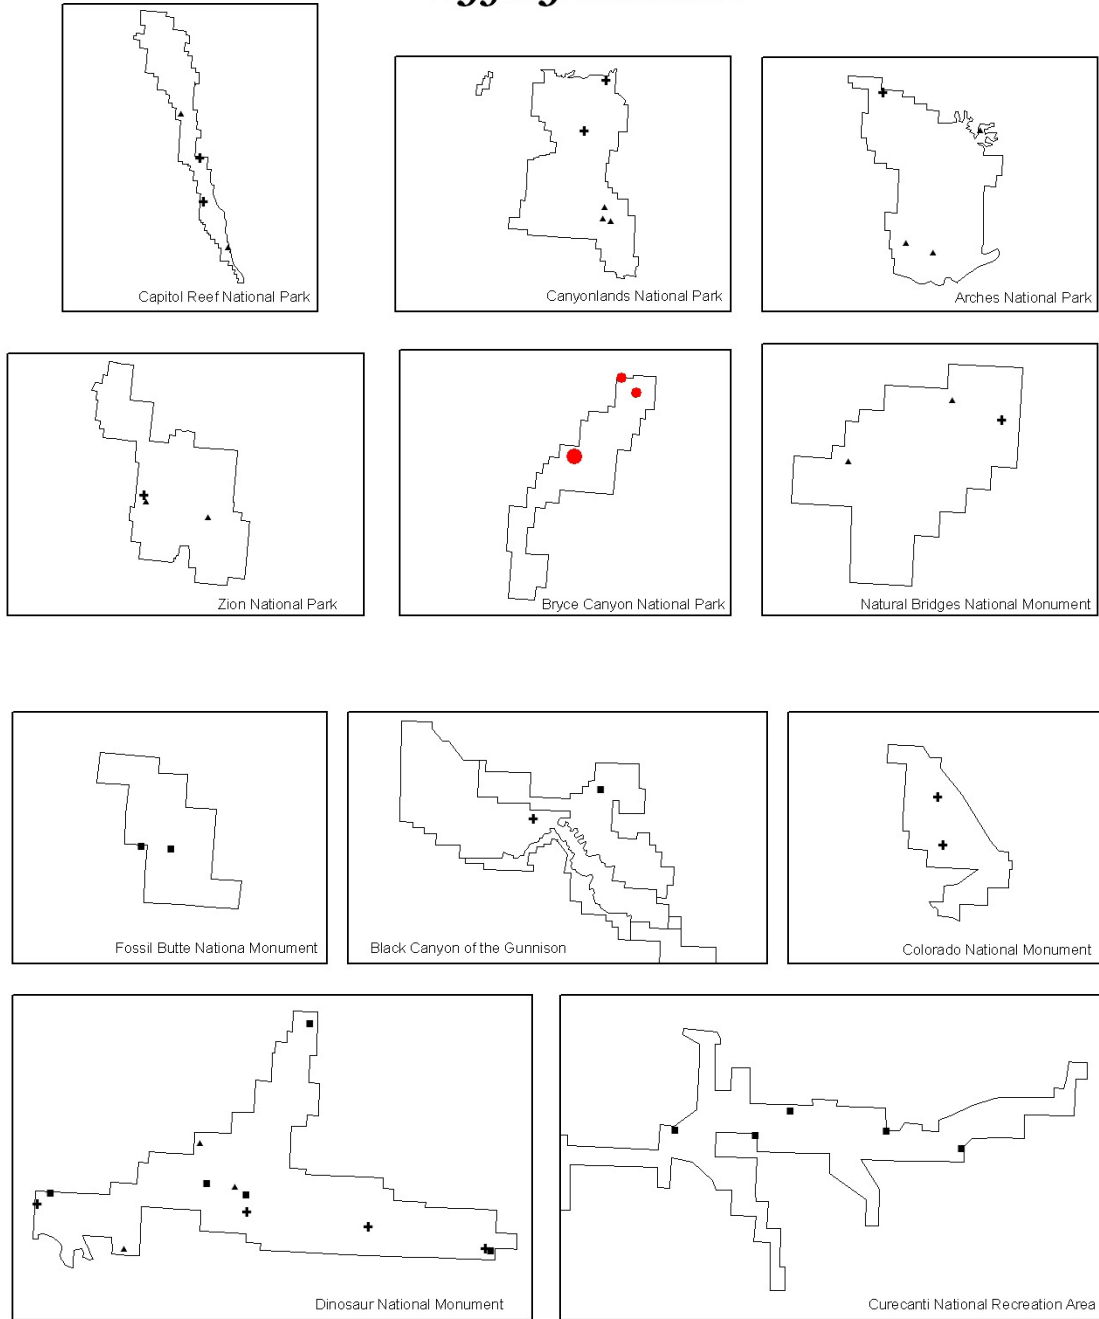 Capitol Reef National Park
Canyonlands National Park
Arches National Park
Zion National Park
Bryce Canyon National Park
Natural Bridges National Monument
Fossil Butte Nationa Monument
Black Canyon of the Gunnison
Colorado National Monument
Dinosaur National Monument
Curecanti National Recreation Area